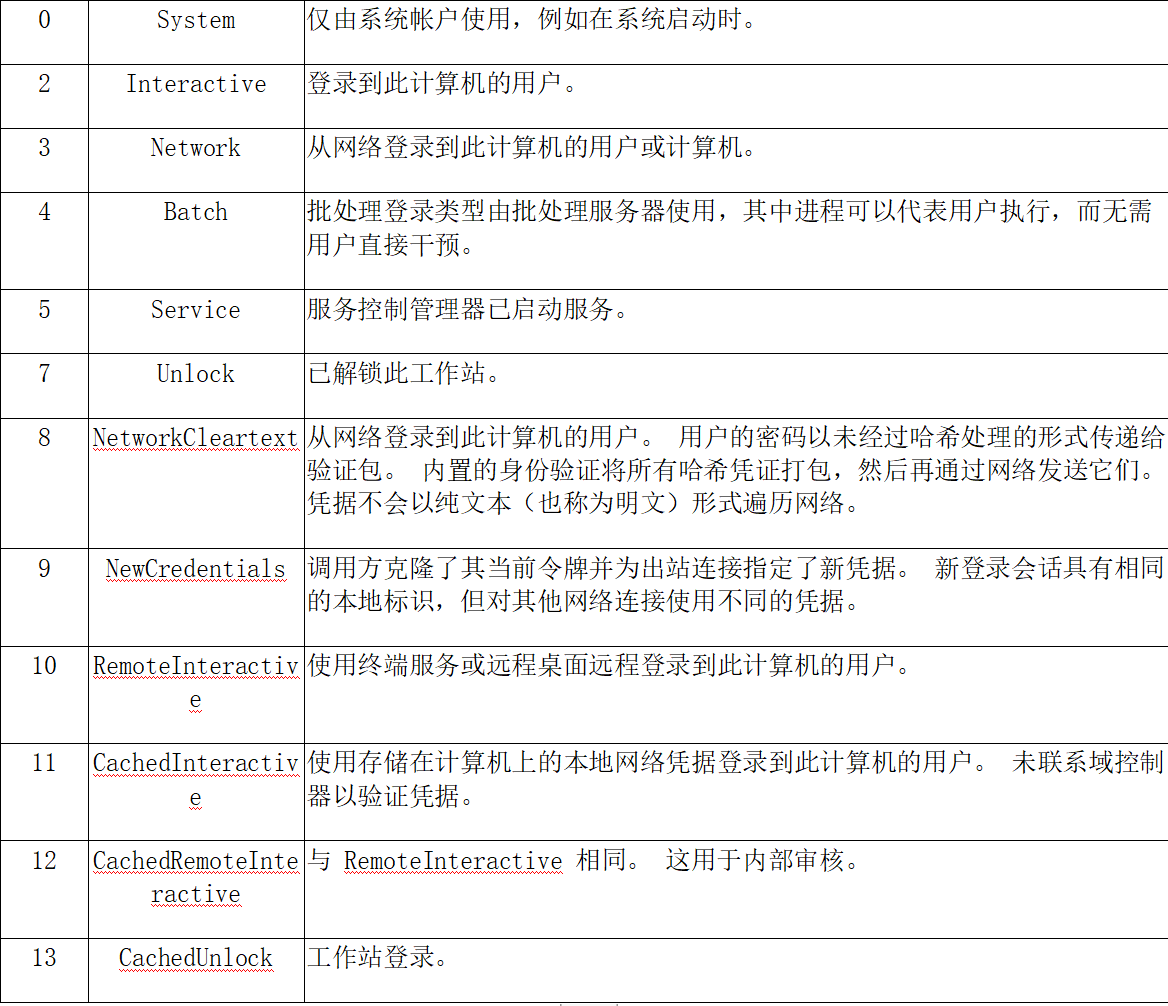 0 System 仅由系统帐户使用，例如在系统启动时。
2 Interactive 登录到此计算机的用户。
3 Network 从网络登录到此计算机的用户或计算机。
4 Batch 批处理登录类型由批处理服务器使用，其中进程可以代表用户执行，而无需
用户直接干预。
5 Service 服务控制管理器已启动服务。
7 Unlock 已解锁此工作站。
8 NetworkCleartext 从网络登录到此计算机的用户。 用户的密码以未经过哈希处理的形式传递给
验证包。 内置的身份验证将所有哈希凭证打包，然后再通过网络发送它们。
凭据不会以纯文本（也称为明文）形式遍历网络。
9 NewCredentials 调用方克隆了其当前令牌并为出站连接指定了新凭据。 新登录会话具有相同
的本地标识，但对其他网络连接使用不同的凭据。
10 RemoteInteractiv 使用终端服务或远程桌面远程登录到此计算机的用户。
e
11 CachedInteractiv 使用存储在计算机上的本地网络凭据登录到此计算机的用户。 未联系域控制
e 器以验证凭据。
12 CachedRemoteInte 与 RemoteInteractive 相同。 这用于内部审核。
ractive
13 CachedUnlock 工作站登录。